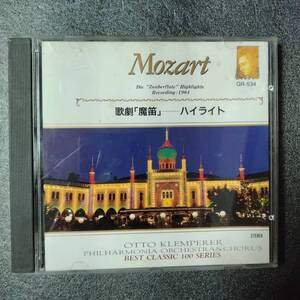 Mozart
Die "Zauberflöte" Highlights
Recording: 1964
GR-534
歌劇「魔笛」——ハイライト
STEREO
OTTO KLEMPERER
PHILHARMONIA ORCHESTRA & CHORUS
BEST CLASSIC 100 SERIES